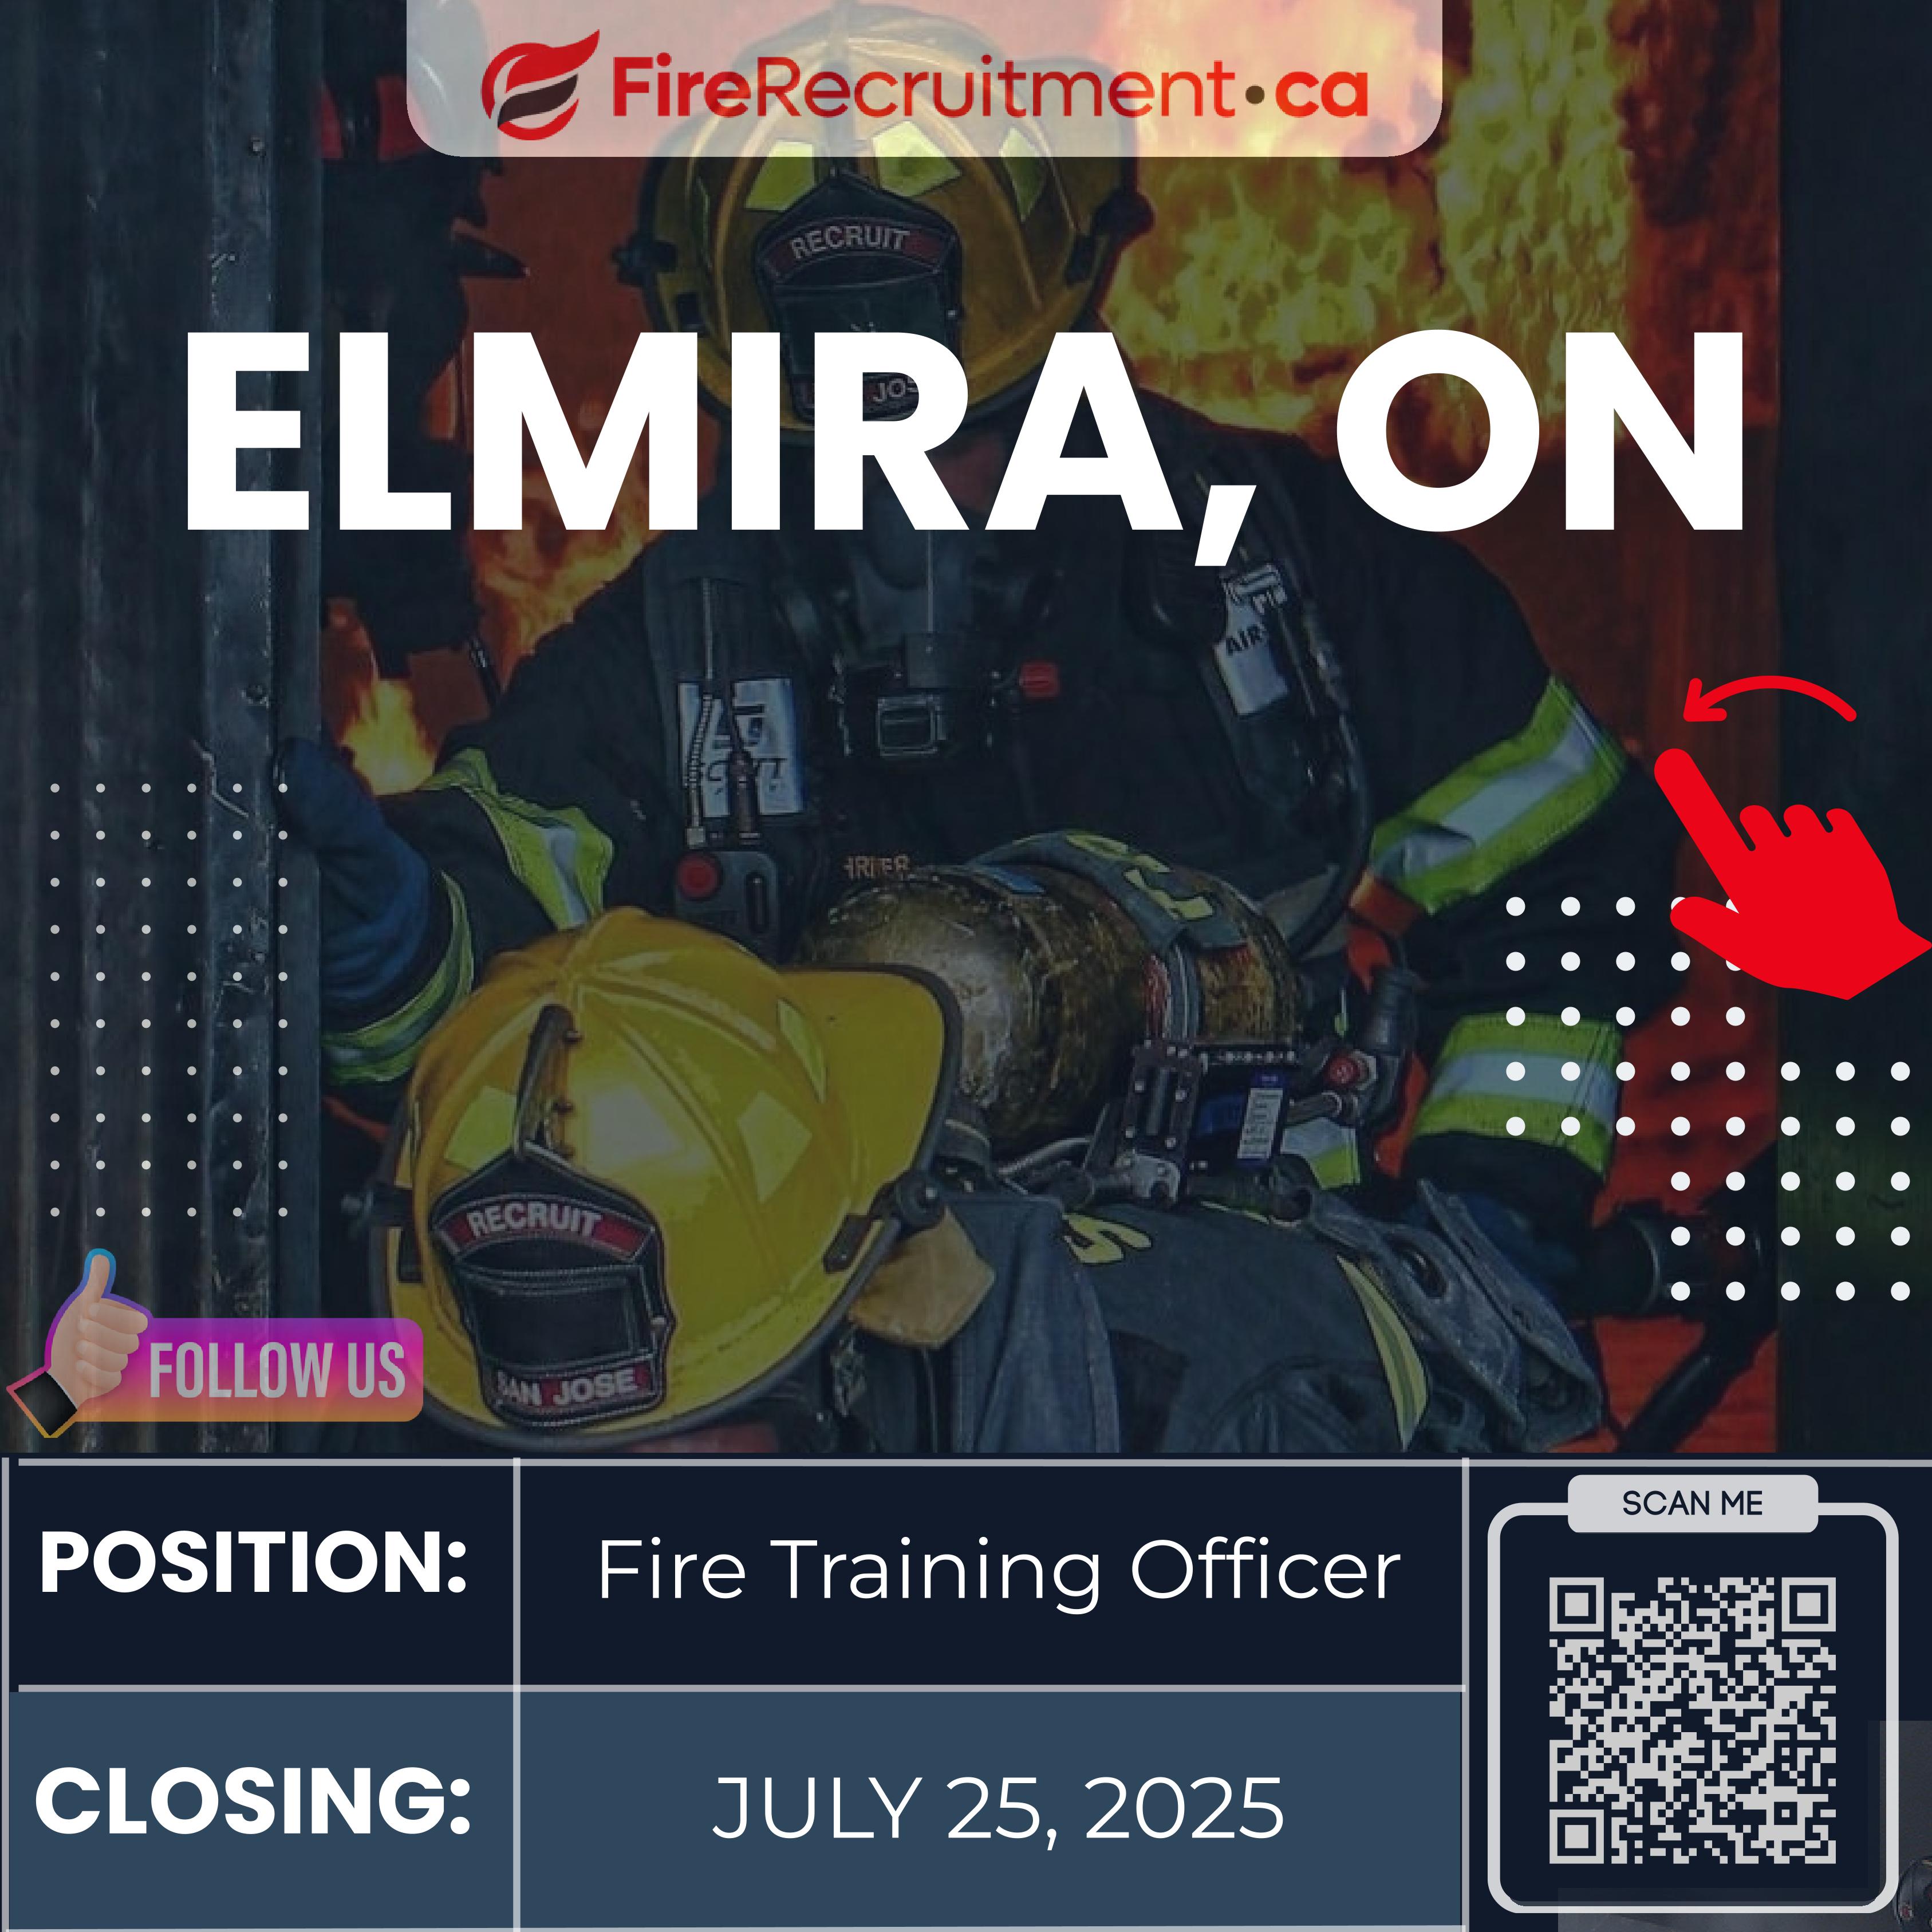 FireRecruitment.ca
RECRUIT
ELMIRA, ON
AIR
RECRUIT
SAN JOSE
FOLLOW US
SCAN ME
POSITION: Fire Training Officer
CLOSING: JULY 25, 2025